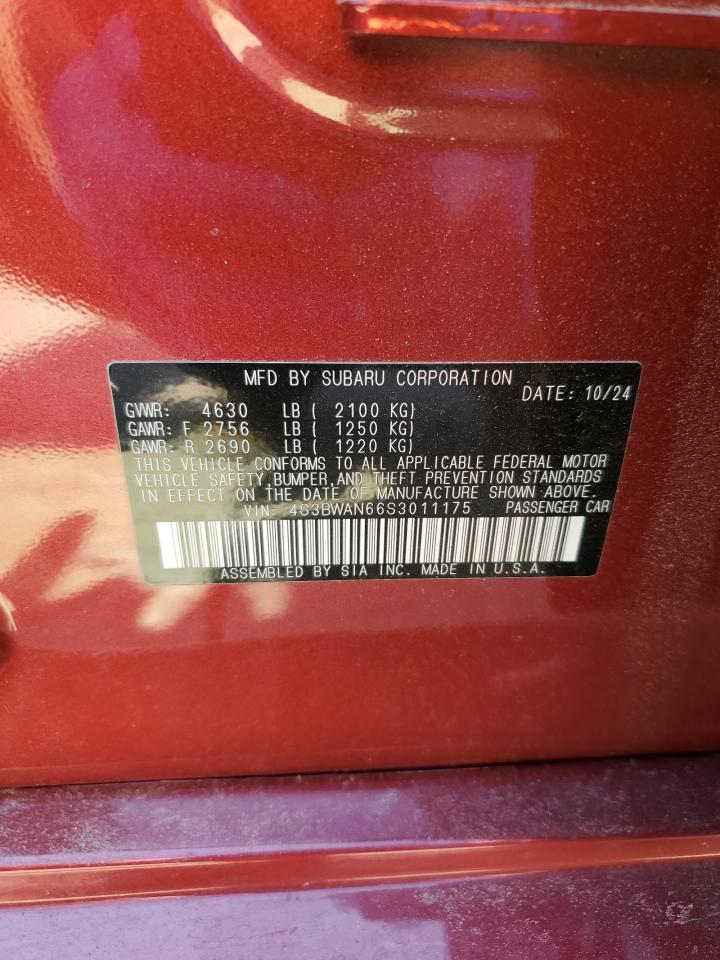 MFD BY SUBARU CORPORATION
DATE: 10/24
GVWR: 4630 LB ( 2100 KG)
GAWR: F 2756 LB ( 1250 KG)
GAWR: R 2690 LB ( 1220 KG)
THIS VEHICLE CONFORMS TO ALL APPLICABLE FEDERAL MOTOR
VEHICLE SAFETY,BUMPER,AND THEFT PREVENTION STANDARDS
IN EFFECT ON THE DATE OF MANUFACTURE SHOWN ABOVE.
VIN: 4S3BWAN66S3011175 PASSENGER CAR
ASSEMBLED BY SIA INC. MADE IN U.S.A.